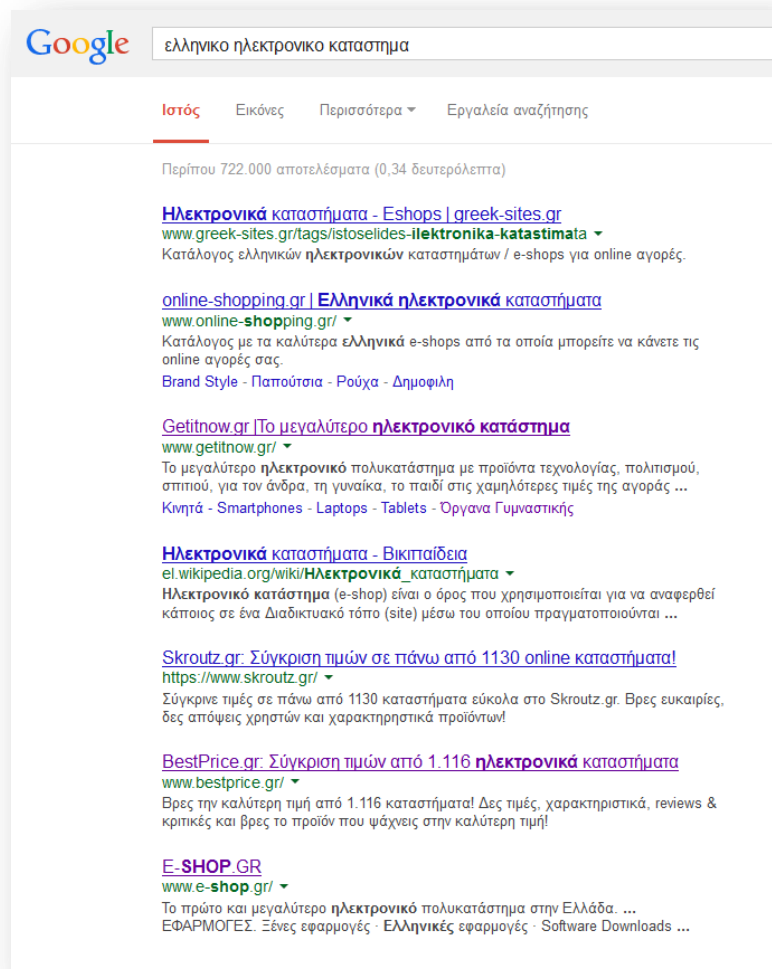 Google
ελληνικο ηλεκτρονικο καταστημα
Ιστός Εικόνες Περισσότερα Εργαλεία αναζήτησης
Περίπου 722.000 αποτελέσματα (0,34 δευτερόλεπτα)
Ηλεκτρονικά καταστήματα - Eshops | greek-sites.gr
www.greek-sites.gr/tags/istoselides-ilektronika-katastimata
Κατάλογος ελληνικών ηλεκτρονικών καταστημάτων / e-shops για online αγορές.
online-shopping.gr | Ελληνικά ηλεκτρονικά καταστήματα
www.online-shopping.gr/
Κατάλογος με τα καλύτερα ελληνικά e-shops από τα οποία μπορείτε να κάνετε τις
online αγορές σας.
Brand Style - Παπούτσια - Ρούχα - Δημοφιλη
Getitnow.gr |Το μεγαλύτερο ηλεκτρονικό κατάστημα
www.getitnow.gr/
Το μεγαλύτερο ηλεκτρονικό πολυκατάστημα με προϊόντα τεχνολογίας, πολιτισμού,
σπιτιού, για τον άνδρα, τη γυναίκα, το παιδί στις χαμηλότερες τιμές της αγοράς ...
Κινητά - Smartphones - Laptops - Tablets - Όργανα Γυμναστικής
Ηλεκτρονικά καταστήματα - Βικιπαίδεια
el.wikipedia.org/wiki/Ηλεκτρονικά_καταστήματα
Ηλεκτρονικό κατάστημα (e-shop) είναι ο όρος που χρησιμοποιείται για να αναφερθεί
κάποιος σε ένα Διαδικτυακό τόπο (site) μέσω του οποίου πραγματοποιούνται ...
Skroutz.gr: Σύγκριση τιμών σε πάνω από 1130 online καταστήματα!
https://www.skroutz.gr/
Σύγκρινε τιμές σε πάνω από 1130 καταστήματα εύκολα στο Skroutz.gr. Βρες ευκαιρίες,
δες απόψεις χρηστών και χαρακτηρηστικά προϊόντων!
BestPrice.gr: Σύγκριση τιμών από 1.116 ηλεκτρονικά καταστήματα
www.bestprice.gr/
Βρες την καλύτερη τιμή από 1.116 καταστήματα! Δες τιμές, χαρακτηριστικά, reviews &
κριτικές και βρες το προϊόν που ψάχνεις στην καλύτερη τιμή!
E-SHOP.GR
www.e-shop.gr/
Το πρώτο και μεγαλύτερο ηλεκτρονικό πολυκατάστημα στην Ελλάδα. ...
ΕΦΑΡΜΟΓΕΣ. Ξένες εφαρμογές · Ελληνικές εφαρμογές · Software Downloads ...